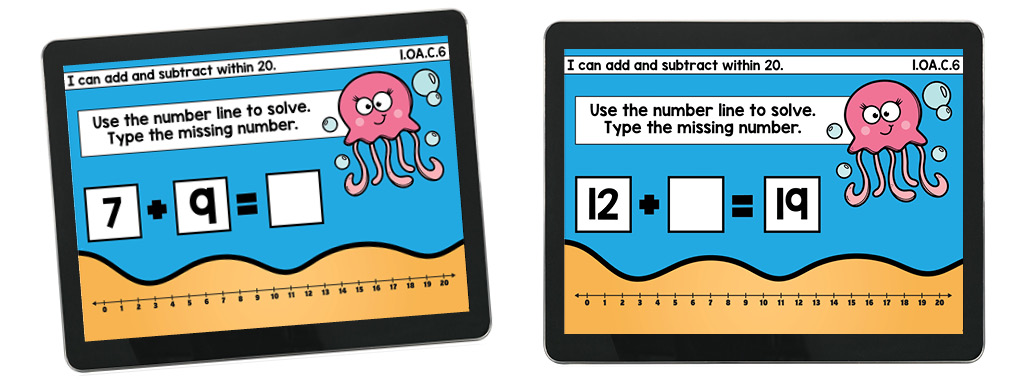 I can add and subtract within 20. 1.OA.C.6
Use the number line to solve.
Type the missing number.
7 + 9 =
0 1 2 3 4 5 6 7 8 9 10 11 12 13 14 15 16 17 18 19 20
I can add and subtract within 20. 1.OA.C.6
Use the number line to solve.
Type the missing number.
12 + = 19
0 1 2 3 4 5 6 7 8 9 10 11 12 13 14 15 16 17 18 19 20